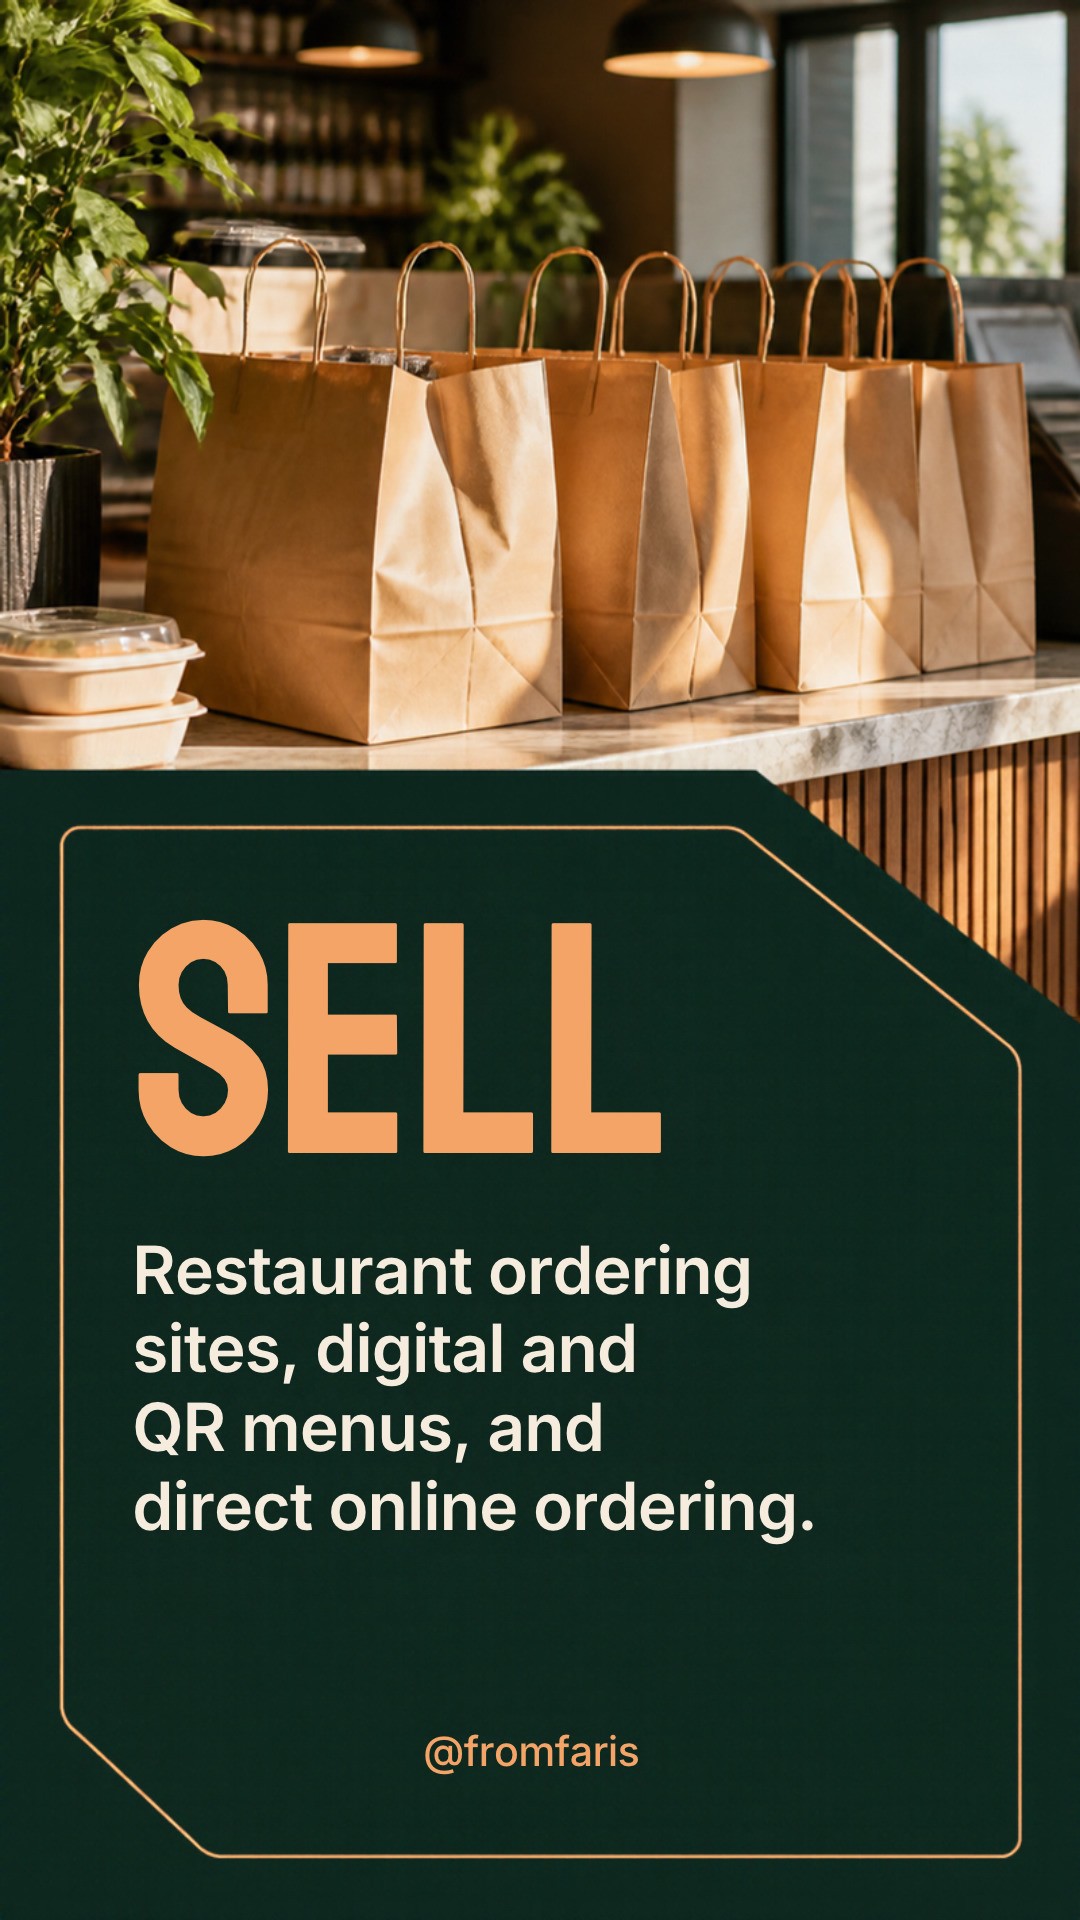 SELL
Restaurant ordering
sites, digital and
QR menus, and
direct online ordering.
@fromfaris